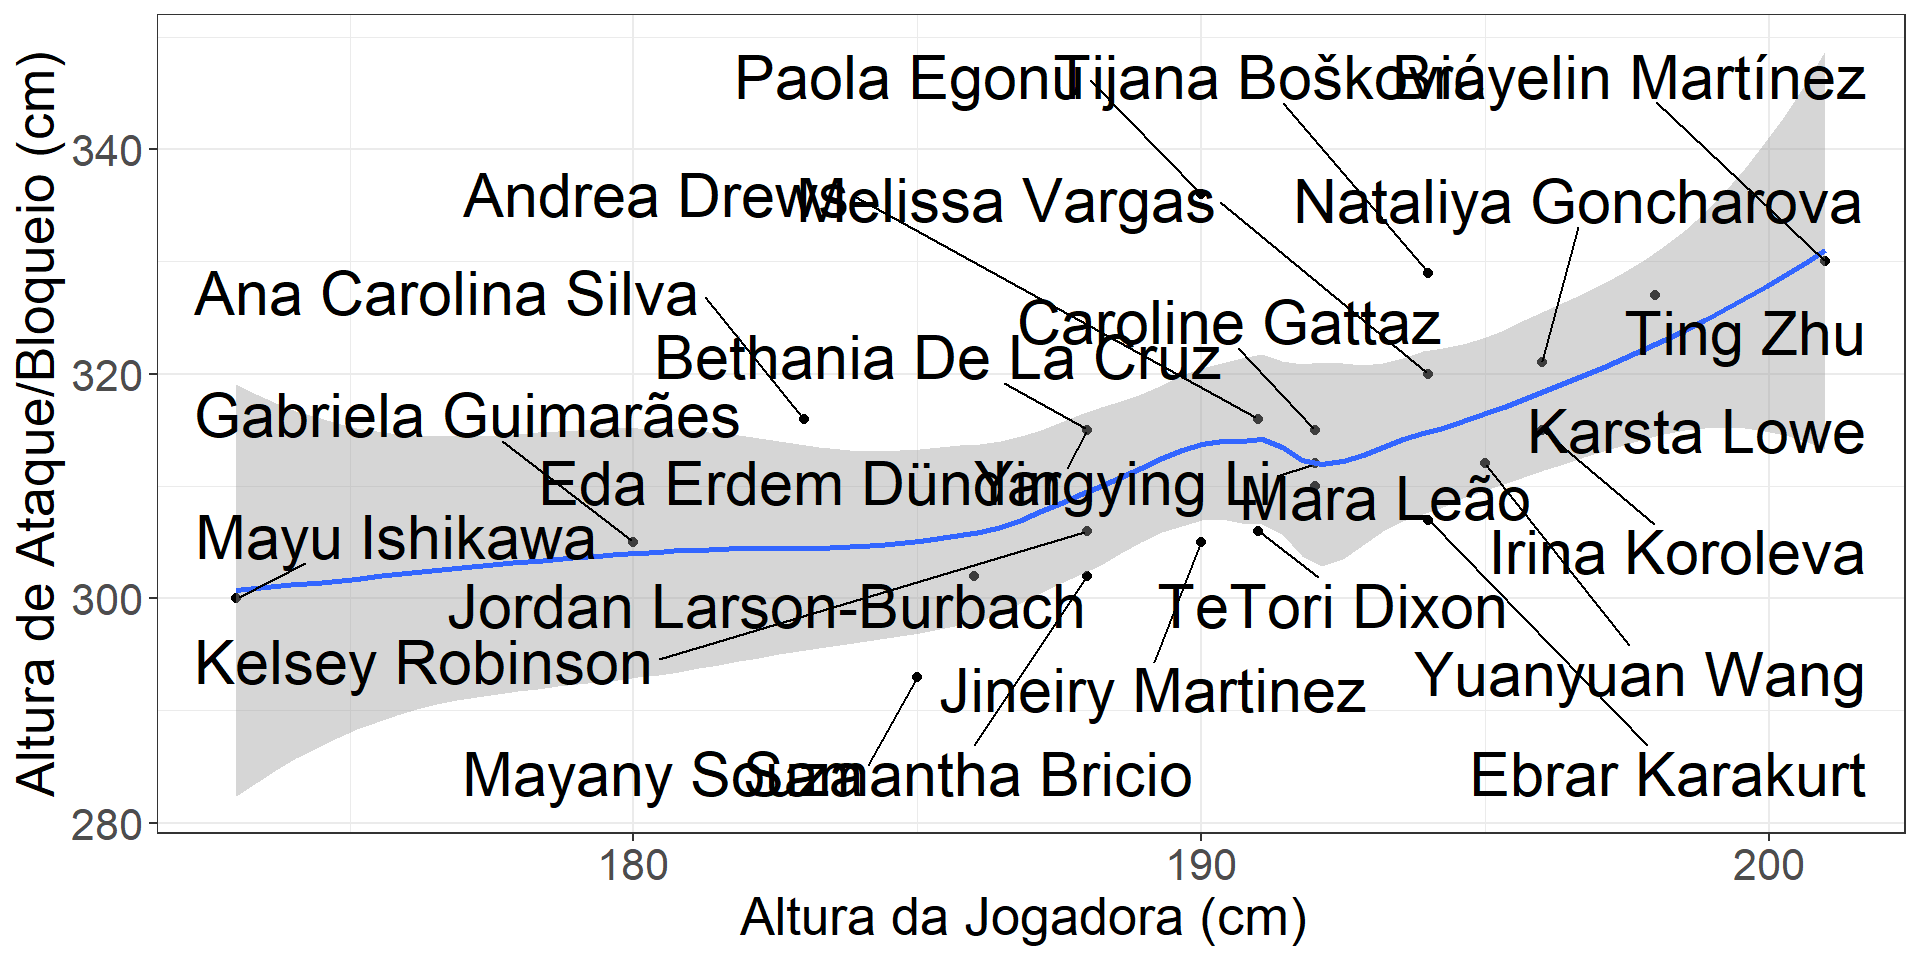 Altura de Ataque/Bloqueio (cm)
Paola Egonu
Tijana Bošković
Brayelin Martínez
340
Andrea Drews
Melissa Vargas
Nataliya Goncharova
Ana Carolina Silva
Caroline Gattaz
Ting Zhu
Bethania De La Cruz
320
Gabriela Guimarães
Karsta Lowe
Eda Erdem Dündar
Yingying Li
Mara Leão
Mayu Ishikawa
Irina Koroleva
300
Jordan Larson-Burbach
TeTori Dixon
Kelsey Robinson
Yuanyuan Wang
Jineiry Martinez
Mayany Souza
Samantha Bricio
Ebrar Karakurt
280
180
190
200
Altura da Jogadora (cm)